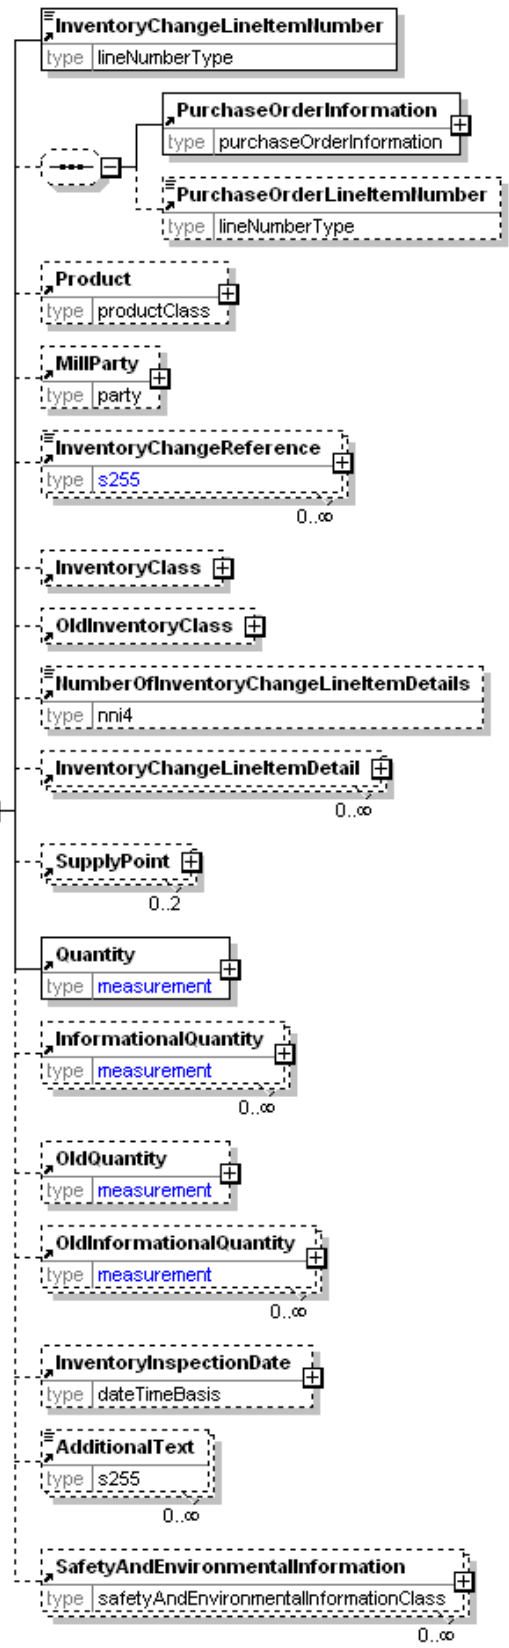 InventoryChangeLineItemNumber
type lineNumberType
PurchaseOrderInformation
type purchaseOrderInformation
PurchaseOrderLineItemNumber
type lineNumberType
Product
type productClass
MillParty
type party
InventoryChangeReference
type s255
0..∞
InventoryClass
OldInventoryClass
NumberOfInventoryChangeLineItemDetails
type nni4
InventoryChangeLineItemDetail
0..∞
SupplyPoint
0..2
Quantity
type measurement
InformationalQuantity
type measurement
0..∞
OldQuantity
type measurement
OldInformationalQuantity
type measurement
0..∞
InventoryInspectionDate
type dateTimeBasis
AdditionalText
type s255
0..∞
SafetyAndEnvironmentalInformation
type safetyAndEnvironmentalInformationClass
0..∞